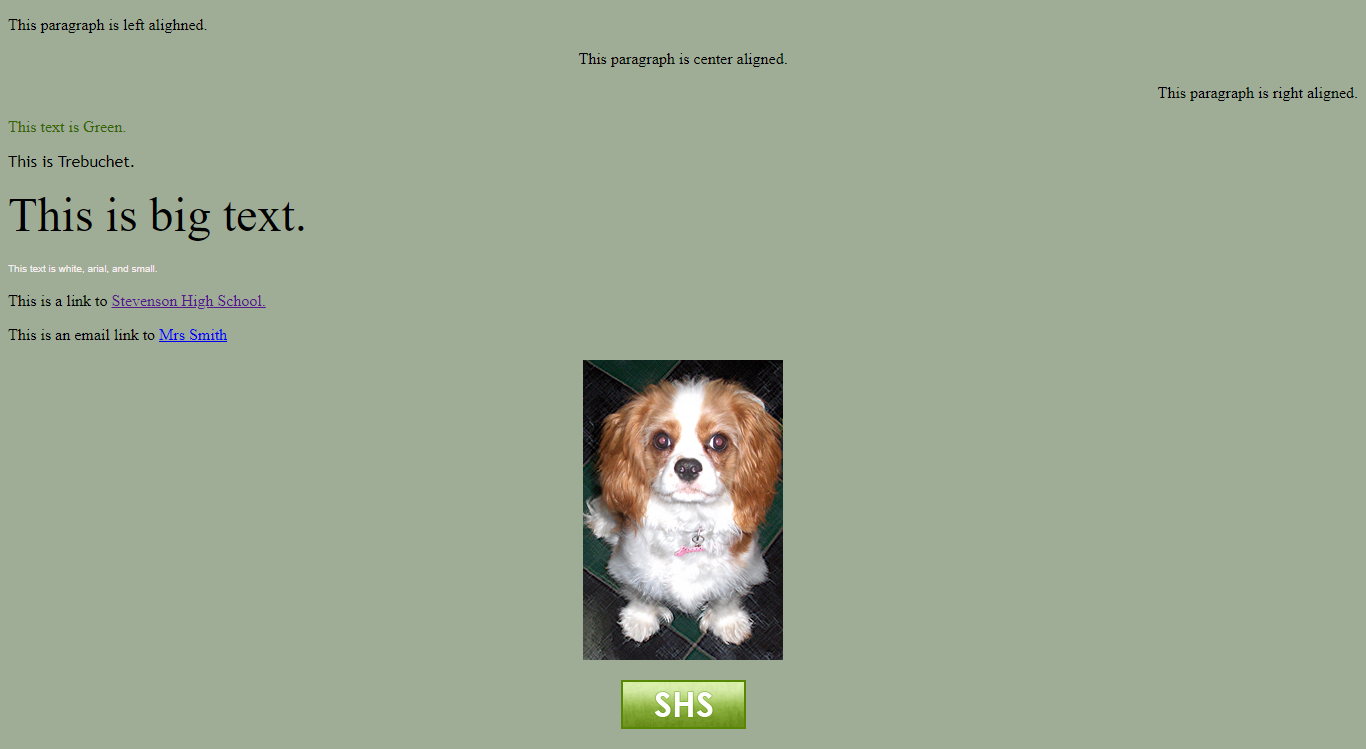 This paragraph is left alighned.
This paragraph is center aligned.
This paragraph is right aligned.
This text is Green.
This is Trebuchet.
This is big text.
This text is white, arial, and small.
This is a link to Stevenson High School.
This is an email link to Mrs Smith
SHS